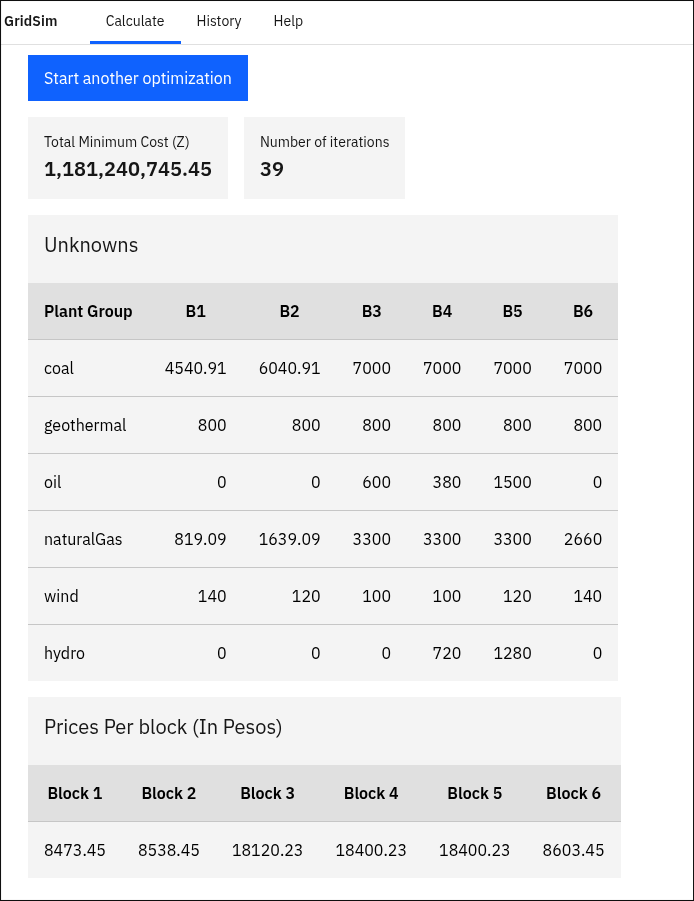 GridSim Calculate History Help
Start another optimization
Total Minimum Cost (Z) Number of iterations
1,181,240,745.45 39
Unknowns
Plant Group B1 B2 B3 B4 B5 B6
coal 4540.91 6040.91 7000 7000 7000 7000
geothermal 800 800 800 800 800 800
oil 0 0 600 380 1500 0
naturalGas 819.09 1639.09 3300 3300 3300 2660
wind 140 120 100 100 120 140
hydro 0 0 0 720 1280 0
Prices Per block (In Pesos)
Block 1 Block 2 Block 3 Block 4 Block 5 Block 6
8473.45 8538.45 18120.23 18400.23 18400.23 8603.45